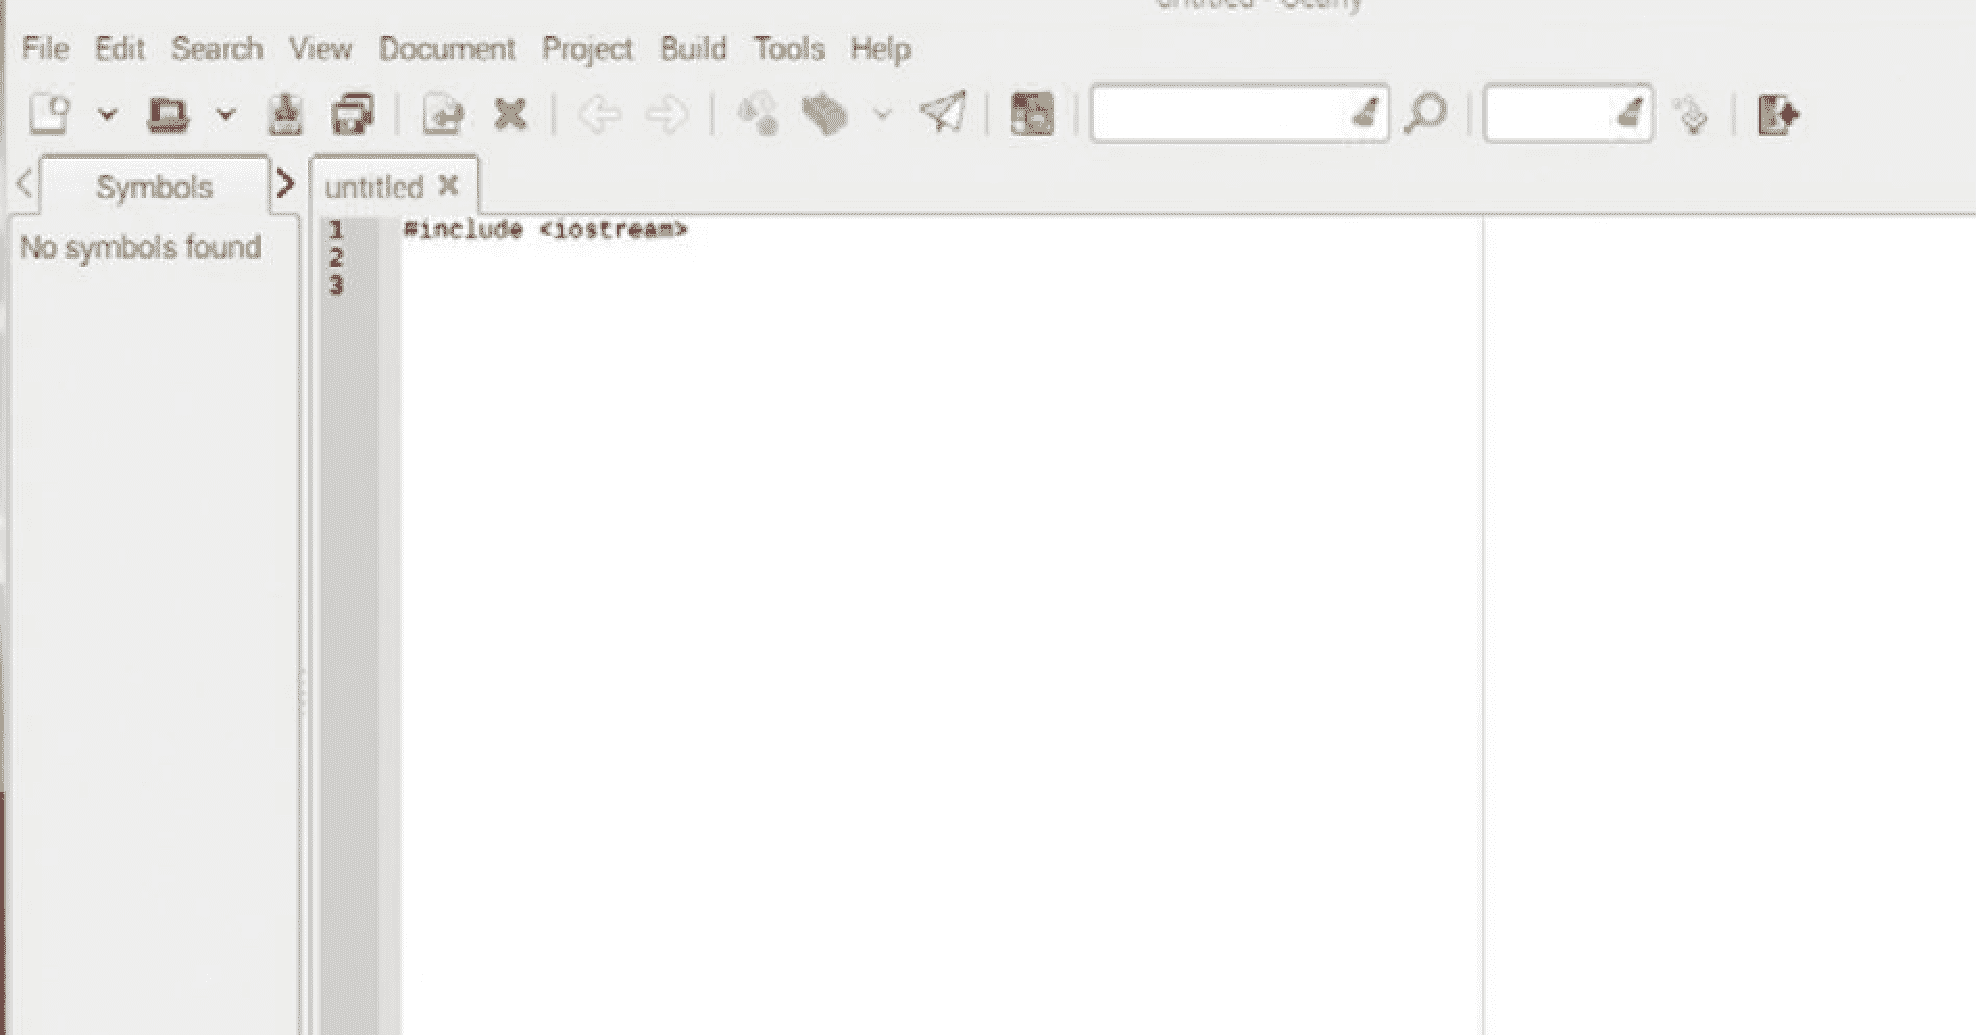 File Edit Search View Document Project Build Tools Help
Symbols
untitled
No symbols found
1 #include <iostream>
2
3